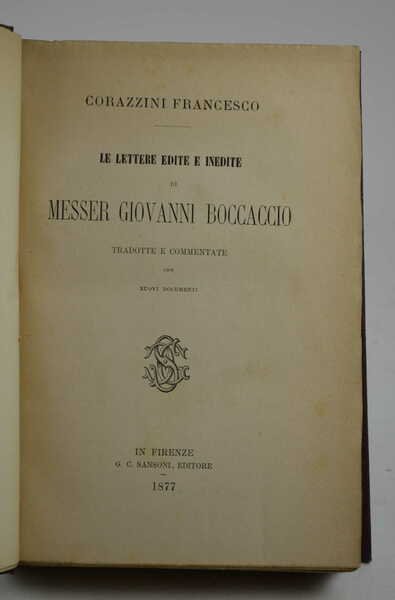 CORAZZINI FRANCESCO
LE LETTERE EDITE E INEDITE
DI
MESSER GIOVANNI BOCCACCIO
TRADOTTE E COMMENTATE
CON
NUOVI DOCUMENTI
IN FIRENZE
G. C. SANSONI, EDITORE
1877